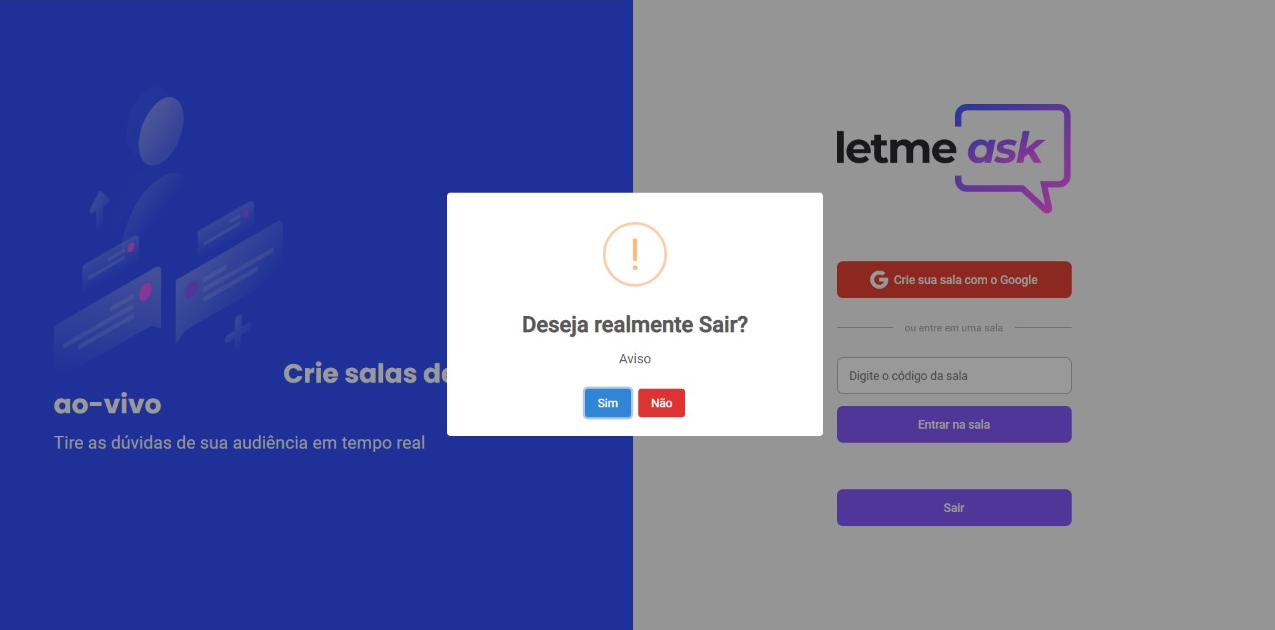 Crie salas de
ao-vivo
Tire as dúvidas de sua audiência em tempo real
Deseja realmente Sair?
Aviso
Sim
Não
letme ask
G Crie sua sala com o Google
ou entre em uma sala
Digite o código da sala
Entrar na sala
Sair